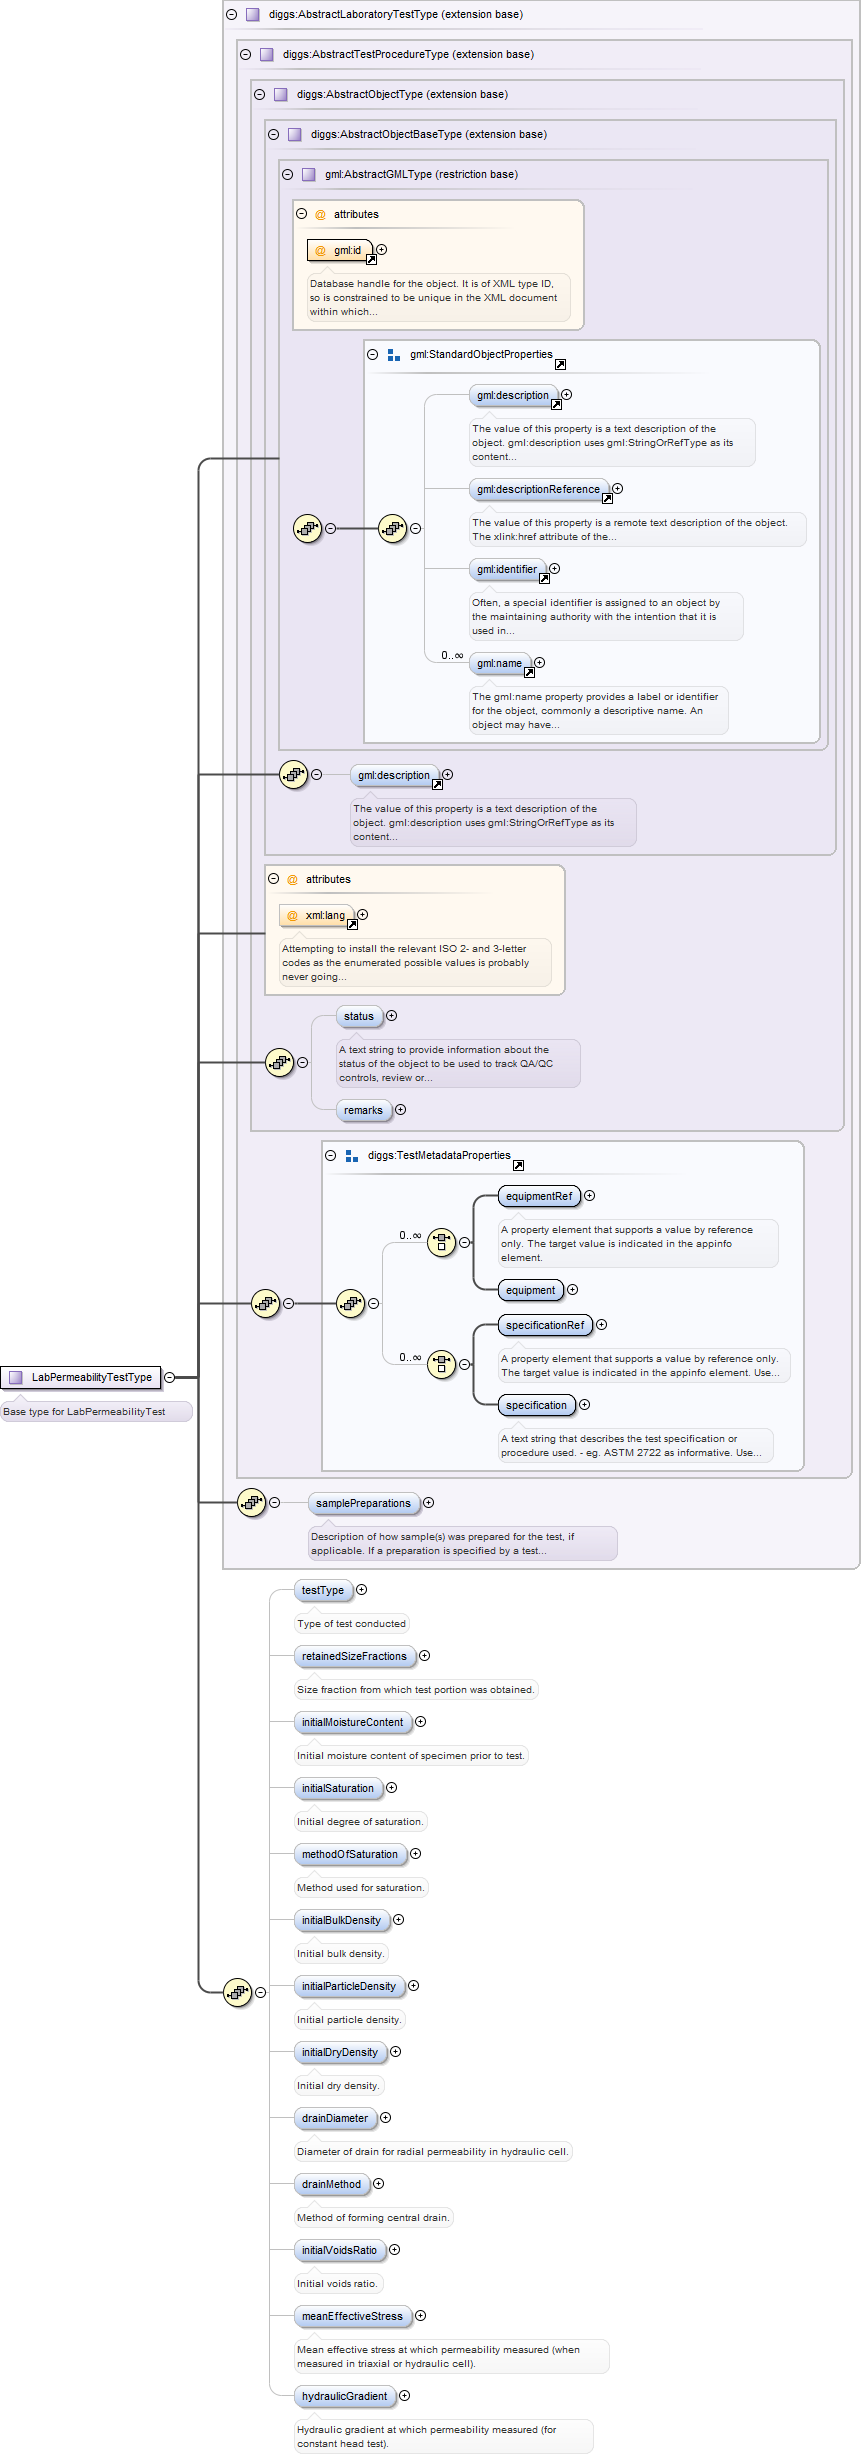 diggs:AbstractLaboratoryTestType (extension base)
diggs:AbstractTestProcedureType (extension base)
diggs:AbstractObjectType (extension base)
diggs:AbstractObjectBaseType (extension base)
gml:AbstractGMLType (restriction base)
@ attributes
@ gml:id
Database handle for the object. It is of XML type ID,
so is constrained to be unique in the XML document
within which...
gml:StandardObjectProperties
gml:description
The value of this property is a text description of the
object. gml:description uses gml:StringOrRefType as its
content...
gml:descriptionReference
The value of this property is a remote text description of the object.
The xlink:href attribute of the...
gml:identifier
Often, a special identifier is assigned to an object by
the maintaining authority with the intention that it is
used in...
0..∞
gml:name
The gml:name property provides a label or identifier
for the object, commonly a descriptive name. An
object may have...
gml:description
The value of this property is a text description of the
object. gml:description uses gml:StringOrRefType as its
content...
@ attributes
@ xml:lang
Attempting to install the relevant ISO 2- and 3-letter
codes as the enumerated possible values is probably
never going...
status
A text string to provide information about the
status of the object to be used to track QA/QC
controls, review or...
remarks
diggs:TestMetadataProperties
equipmentRef
0..∞
A property element that supports a value by reference
only. The target value is indicated in the appinfo
element.
equipment
specificationRef
0..∞
A property element that supports a value by reference only.
The target value is indicated in the appinfo element. Use...
specification
A text string that describes the test specification or
procedure used. - eg. ASTM 2722 as informative. Use...
LabPermeabilityTestType
Base type for LabPermeabilityTest
samplePreparations
Description of how sample(s) was prepared for the test, if
applicable. If a preparation is specified by a test...
testType
Type of test conducted
retainedSizeFractions
Size fraction from which test portion was obtained.
initialMoistureContent
Initial moisture content of specimen prior to test.
initialSaturation
Initial degree of saturation.
methodOfSaturation
Method used for saturation.
initialBulkDensity
Initial bulk density.
initialParticleDensity
Initial particle density.
initialDryDensity
Initial dry density.
drainDiameter
Diameter of drain for radial permeability in hydraulic cell.
drainMethod
Method of forming central drain.
initialVoidsRatio
Initial voids ratio.
meanEffectiveStress
Mean effective stress at which permeability measured (when
measured in triaxial or hydraulic cell).
hydraulicGradient
Hydraulic gradient at which permeability measured (for
constant head test).